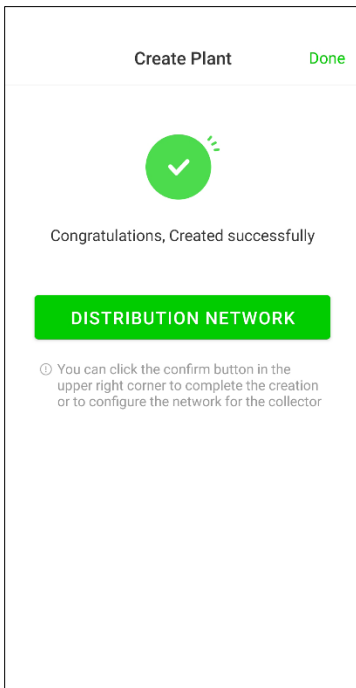 Create Plant
Done
Congratulations, Created successfully
DISTRIBUTION NETWORK
You can click the confirm button in the
upper right corner to complete the creation
or to configure the network for the collector